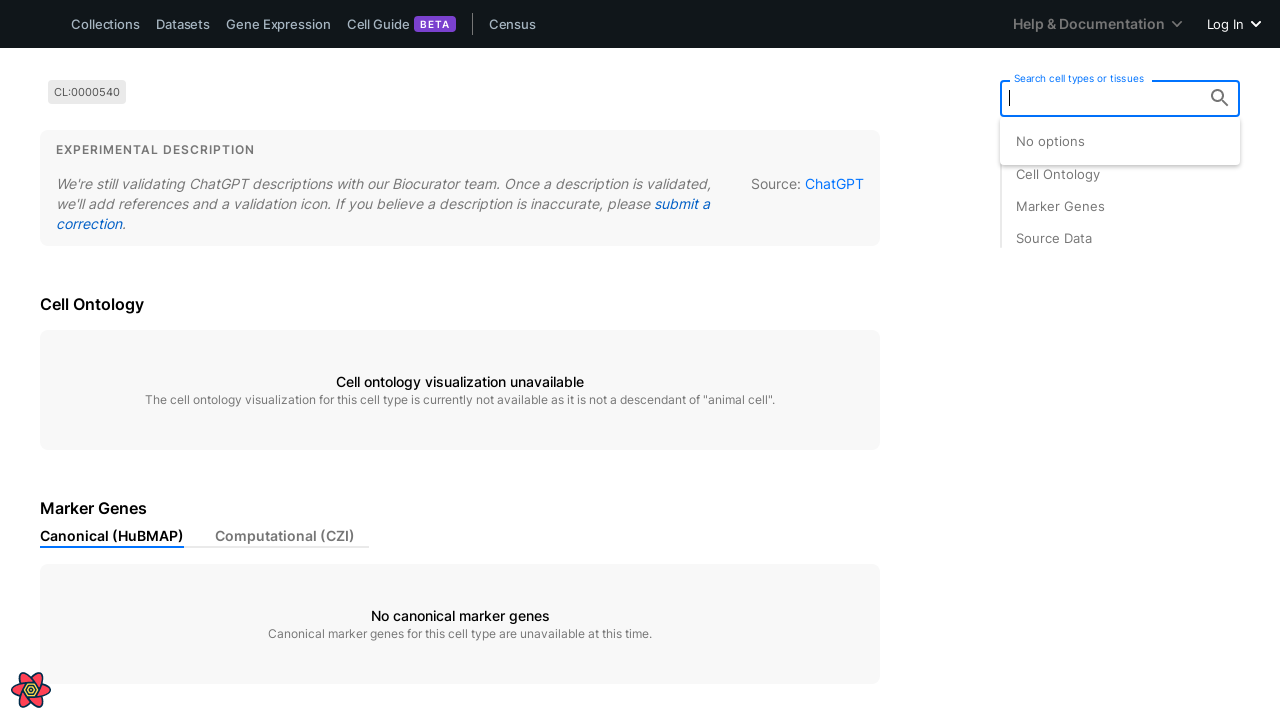 Collections Datasets Gene Expression Cell Guide BETA Census Help & Documentation Log In
CL:0000540
Search cell types or tissues
No options
Cell Ontology
Marker Genes
Source Data
EXPERIMENTAL DESCRIPTION
We're still validating ChatGPT descriptions with our Biocurator team. Once a description is validated,
we'll add references and a validation icon. If you believe a description is inaccurate, please submit a
correction.
Source: ChatGPT
Cell Ontology
Cell ontology visualization unavailable
The cell ontology visualization for this cell type is currently not available as it is not a descendant of "animal cell".
Marker Genes
Canonical (HuBMAP) Computational (CZI)
No canonical marker genes
Canonical marker genes for this cell type are unavailable at this time.